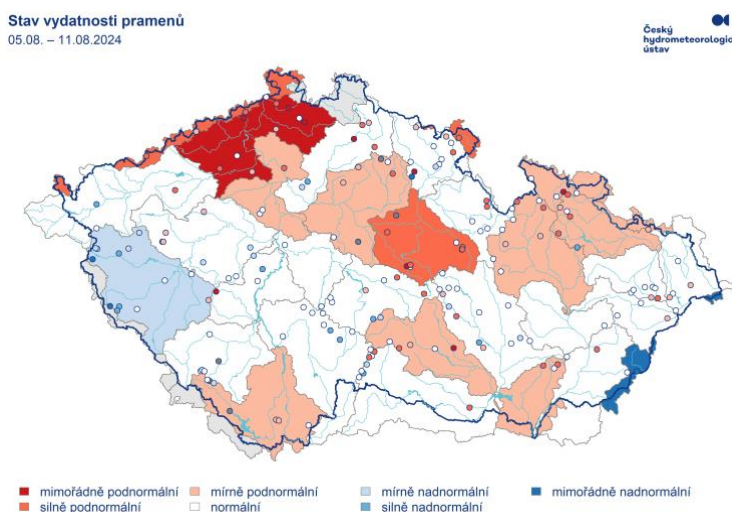 Stav vydatnosti pramenů
05.08. – 11.08.2024
Český
ústav
mimořádně podnormální
mírně podnormální
mírně nadnormální
mimořádně nadnormální
silně podnormální
normální
silně nadnormální